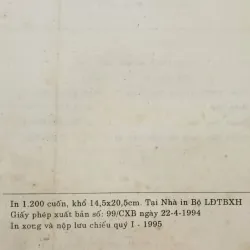 In 1.200 cuốn, khổ 14,5x20,5cm. Tại Nhà in Bộ LĐTBXH
Giấy phép xuất bản số: 99/CXB ngày 22-4-1994
In xong và nộp lưu chiểu quý I - 1995